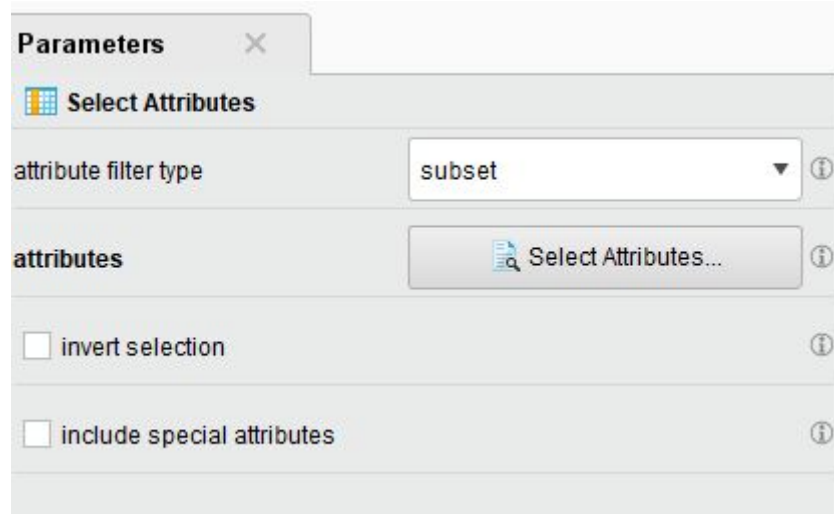 Parameters
Select Attributes
attribute filter type subset
attributes Select Attributes...
invert selection
include special attributes